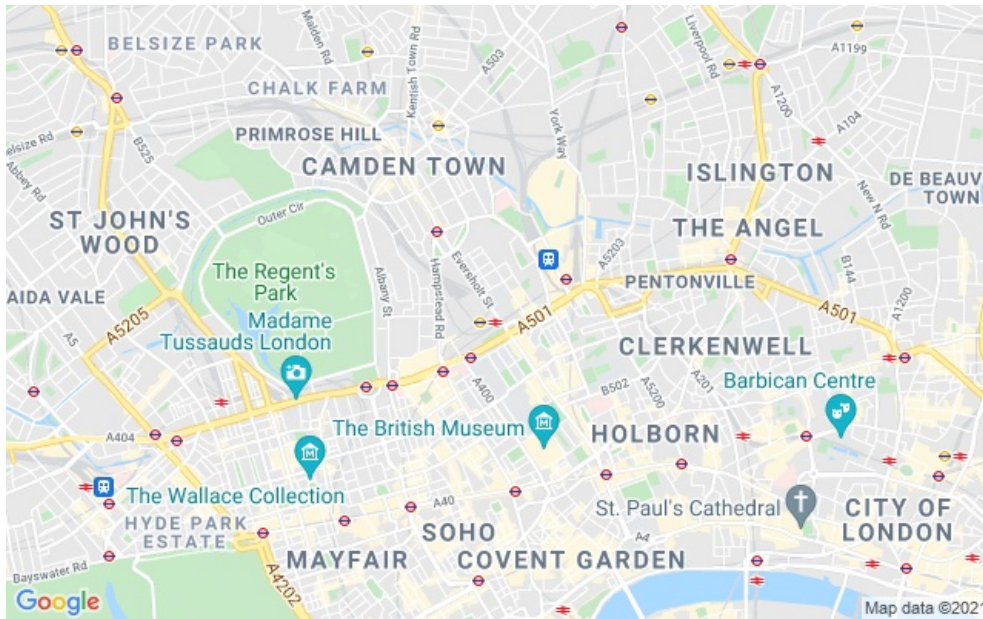 BELSIZE PARK
Malden Rd
Kentish Town Rd
A503
Liverpool Rd
A1199
CHALK FARM
A1200
A104
York Way
Belsize Rd
B525
PRIMROSE HILL
CAMDEN TOWN
ISLINGTON
Abbey Rd
New N Rd
DE BEAUV
TOWN
Outer Cir
ST JOHN'S
WOOD
THE ANGEL
A5203
B144
The Regent's
Park
Albany St
Hampstead Rd
Eversholt St
PENTONVILLE
AIDA VALE
A5205
A5
Madame
Tussauds London
A501
A501
A1200
CLERKENWELL
A400
B502
A5200
A201
Barbican Centre
A404
The British Museum
HOLBORN
The Wallace Collection
A40
St. Paul's Cathedral
CITY OF
LONDON
HYDE PARK
ESTATE
SOHO
A4
MAYFAIR
COVENT GARDEN
Bayswater Rd
A4202
Google
Map data ©2021